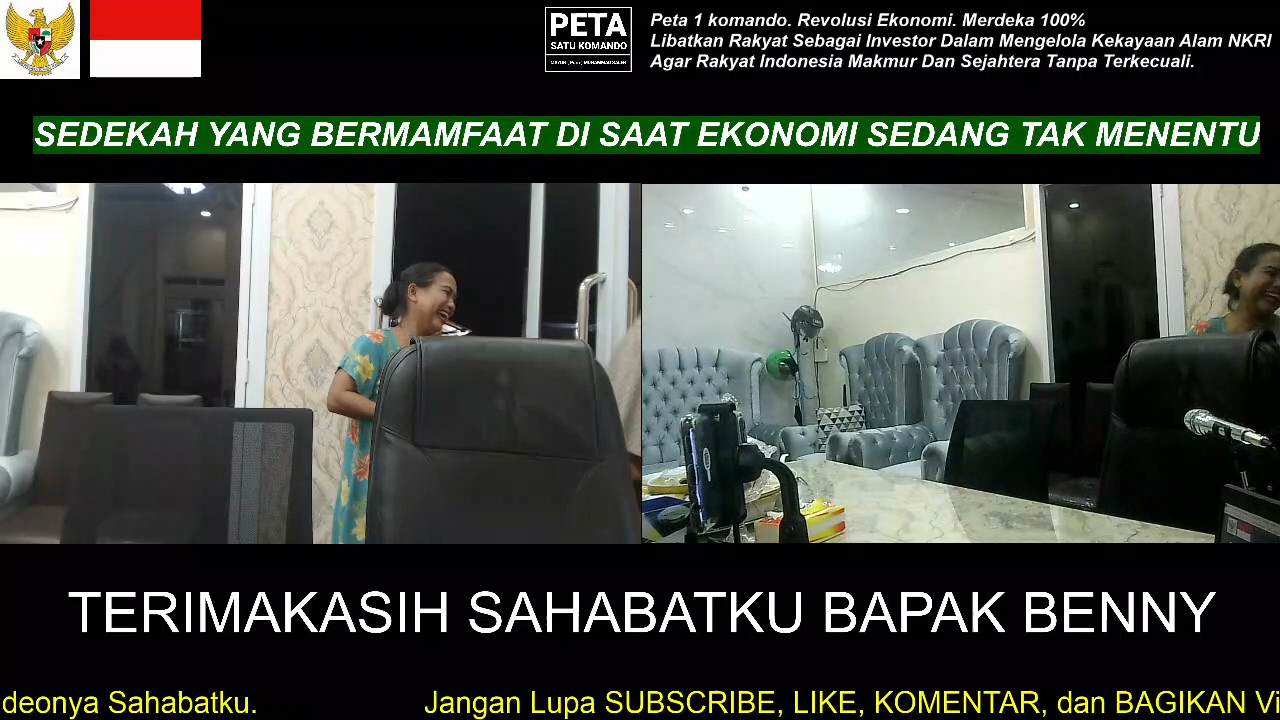 PETA
SATU KOMANDO
Peta 1 komando. Revolusi Ekonomi. Merdeka 100%
Libatkan Rakyat Sebagai Investor Dalam Mengelola Kekayaan Alam NKRI
Agar Rakyat Indonesia Makmur Dan Sejahtera Tanpa Terkecuali.
SEDEKAH YANG BERMAMFAAT DI SAAT EKONOMI SEDANG TAK MENENTU
TERIMAKASIH SAHABATKU BAPAK BENNY
deonya Sahabatku. Jangan Lupa SUBSCRIBE, LIKE, KOMENTAR, dan BAGIKAN Vi